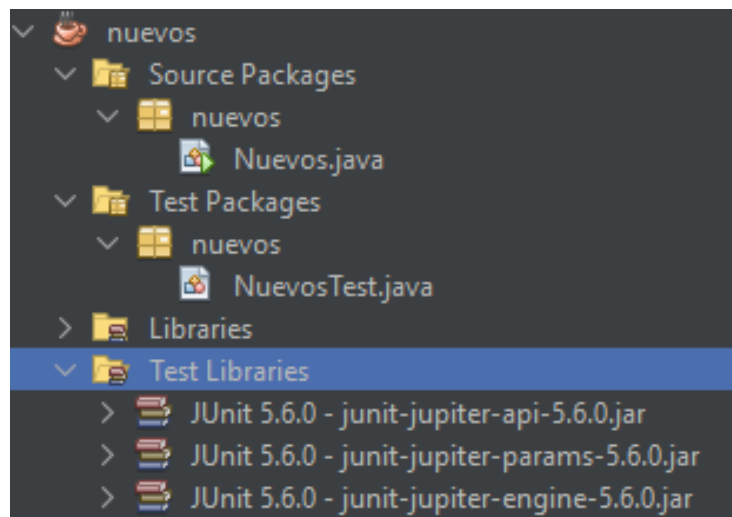 nuevos
Source Packages
nuevos
Nuevos.java
Test Packages
nuevos
NuevosTest.java
Libraries
Test Libraries
JUnit 5.6.0 - junit-jupiter-api-5.6.0.jar
JUnit 5.6.0 - junit-jupiter-params-5.6.0.jar
JUnit 5.6.0 - junit-jupiter-engine-5.6.0.jar